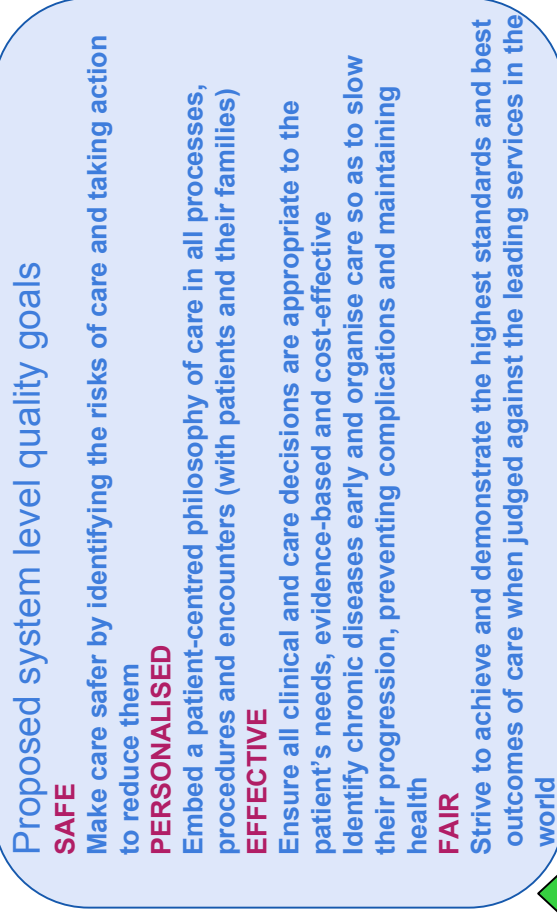 Proposed system level quality goals
SAFE
Make care safer by identifying the risks of care and taking action
to reduce them
PERSONALISED
Embed a patient-centred philosophy of care in all processes,
procedures and encounters (with patients and their families)
EFFECTIVE
Ensure all clinical and care decisions are appropriate to the
patient's needs, evidence-based and cost-effective
Identify chronic diseases early and organise care so as to slow
their progression, preventing complications and maintaining
health
FAIR
Strive to achieve and demonstrate the highest standards and best
outcomes of care when judged against the leading services in the
world